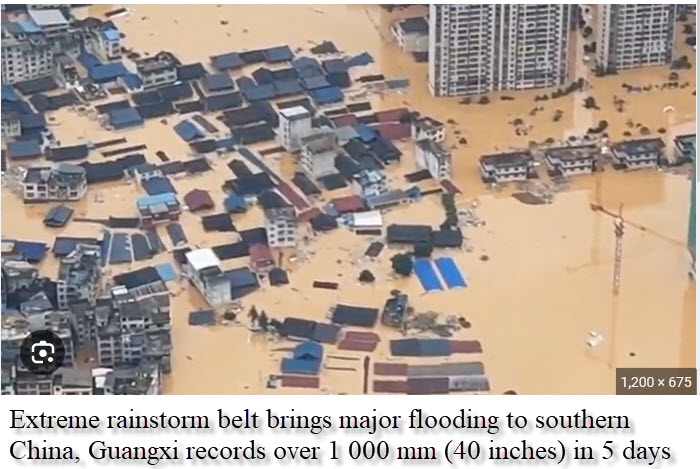 1,200 × 675
Extreme rainstorm belt brings major flooding to southern
China, Guangxi records over 1 000 mm (40 inches) in 5 days